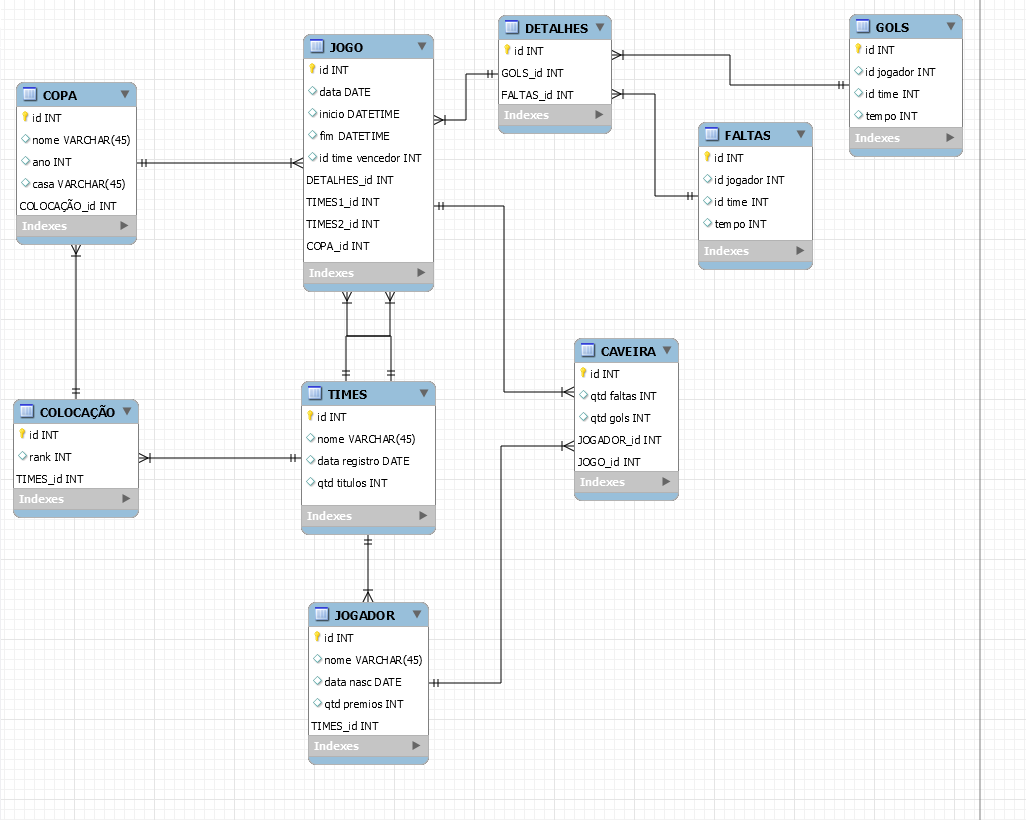 COPA
id INT
nome VARCHAR(45)
ano INT
casa VARCHAR(45)
COLOCAÇÃO_id INT
Indexes
JOGO
id INT
data DATE
inicio DATETIME
fim DATETIME
id time vencedor INT
DETALHES_id INT
TIMES1_id INT
TIMES2_id INT
COPA_id INT
Indexes
DETALHES
id INT
GOLS_id INT
FALTAS_id INT
Indexes
GOLS
id INT
id jogador INT
id time INT
tempo INT
Indexes
FALTAS
id INT
id jogador INT
id time INT
tempo INT
Indexes
COLOCAÇÃO
id INT
rank INT
TIMES_id INT
Indexes
TIMES
id INT
nome VARCHAR(45)
data registro DATE
qtd titulos INT
Indexes
CAVEIRA
id INT
qtd faltas INT
qtd gols INT
JOGADOR_id INT
JOGO_id INT
Indexes
JOGADOR
id INT
nome VARCHAR(45)
data nasc DATE
qtd premios INT
TIMES_id INT
Indexes